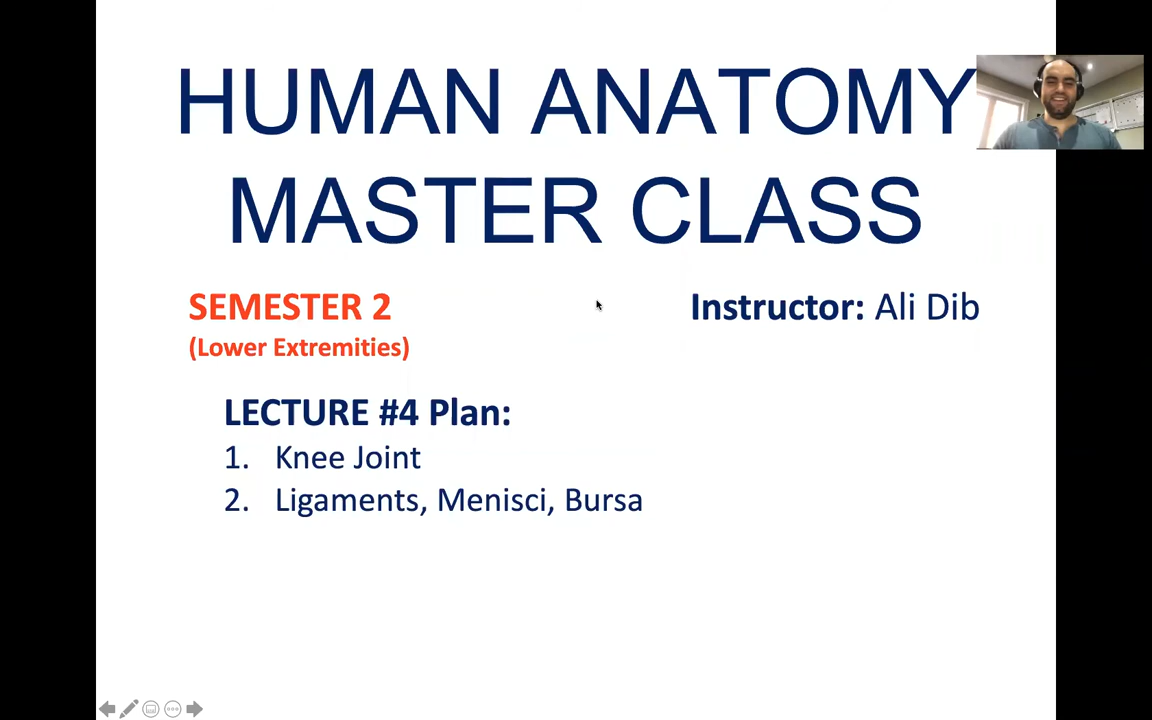 HUMAN ANATOMY
MASTER CLASS
SEMESTER 2
Instructor: Ali Dib
(Lower Extremities)
LECTURE #4 Plan:
1. Knee Joint
2. Ligaments, Menisci, Bursa